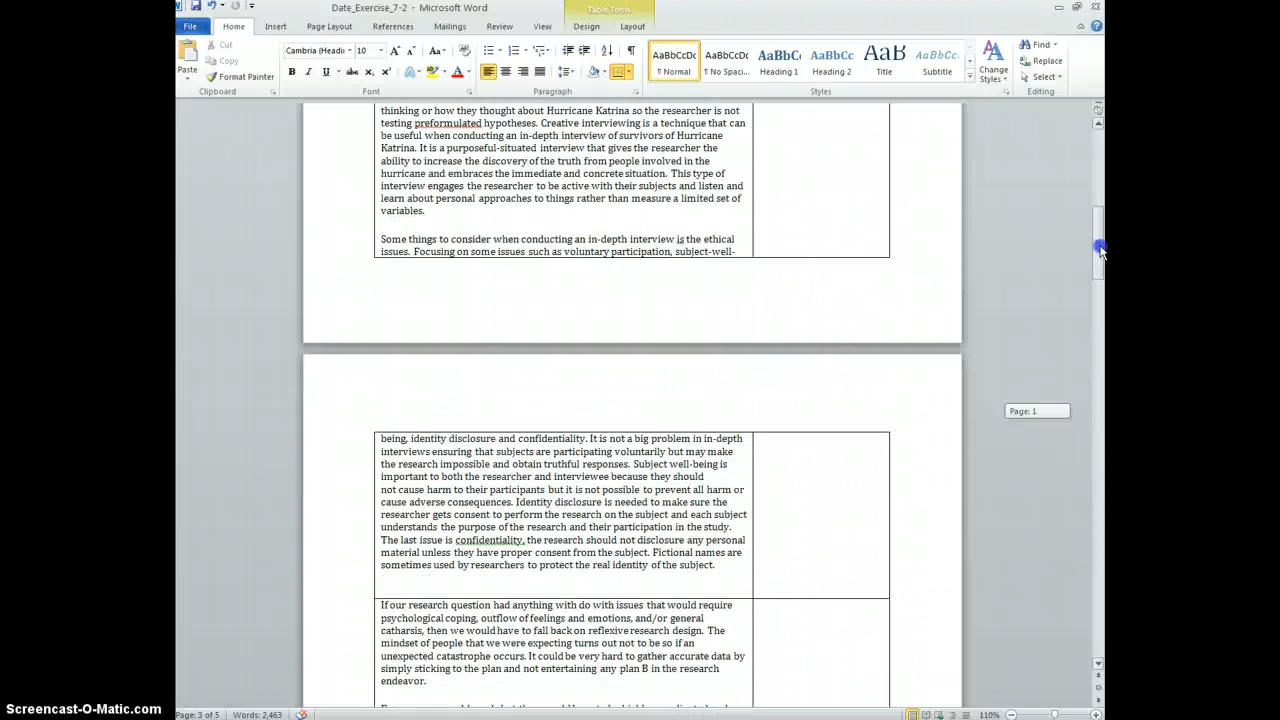 Date_Exercise_7-2 - Microsoft Word
Table Tools
File Home Insert Page Layout References Mailings Review View Design Layout
Cut
Copy
Format Painter
Paste
Clipboard
Cambria (Headi 10
Font
Paragraph
AaBbCcDc AaBbCcDc AaBbCc AaBbCc AaB AaBbCc.
¶ Normal ¶ No Spaci... Heading 1 Heading 2 Title Subtitle
Styles
Change
Styles
Find
Replace
Select
Editing
thinking or how they thought about Hurricane Katrina so the researcher is not
testing preformulated hypotheses. Creative interviewing is a technique that can
be useful when conducting an in-depth interview of survivors of Hurricane
Katrina. It is a purposeful-situated interview that gives the researcher the
ability to increase the discovery of the truth from people involved in the
hurricane and embraces the immediate and concrete situation. This type of
interview engages the researcher to be active with their subjects and listen and
learn about personal approaches to things rather than measure a limited set of
variables.
Some things to consider when conducting an in-depth interview is the ethical
issues. Focusing on some issues such as voluntary participation, subject-well-
Page: 1
being, identity disclosure and confidentiality. It is not a big problem in in-depth
interviews ensuring that subjects are participating voluntarily but may make
the research impossible and obtain truthful responses. Subject well-being is
important to both the researcher and interviewee because they should
not cause harm to their participants but it is not possible to prevent all harm or
cause adverse consequences. Identity disclosure is needed to make sure the
researcher gets consent to perform the research on the subject and each subject
understands the purpose of the research and their participation in the study.
The last issue is confidentiality, the research should not disclosure any personal
material unless they have proper consent from the subject. Fictional names are
sometimes used by researchers to protect the real identity of the subject.
If our research question had anything with do with issues that would require
psychological coping, outflow of feelings and emotions, and/or general
catharsis, then we would have to fall back on reflexive research design. The
mindset of people that we were expecting turns out not to be so if an
unexpected catastrophe occurs. It could be very hard to gather accurate data by
simply sticking to the plan and not entertaining any plan B in the research
endeavor.
Page: 3 of 5 Words: 2,463 110%
Screencast-O-Matic.com